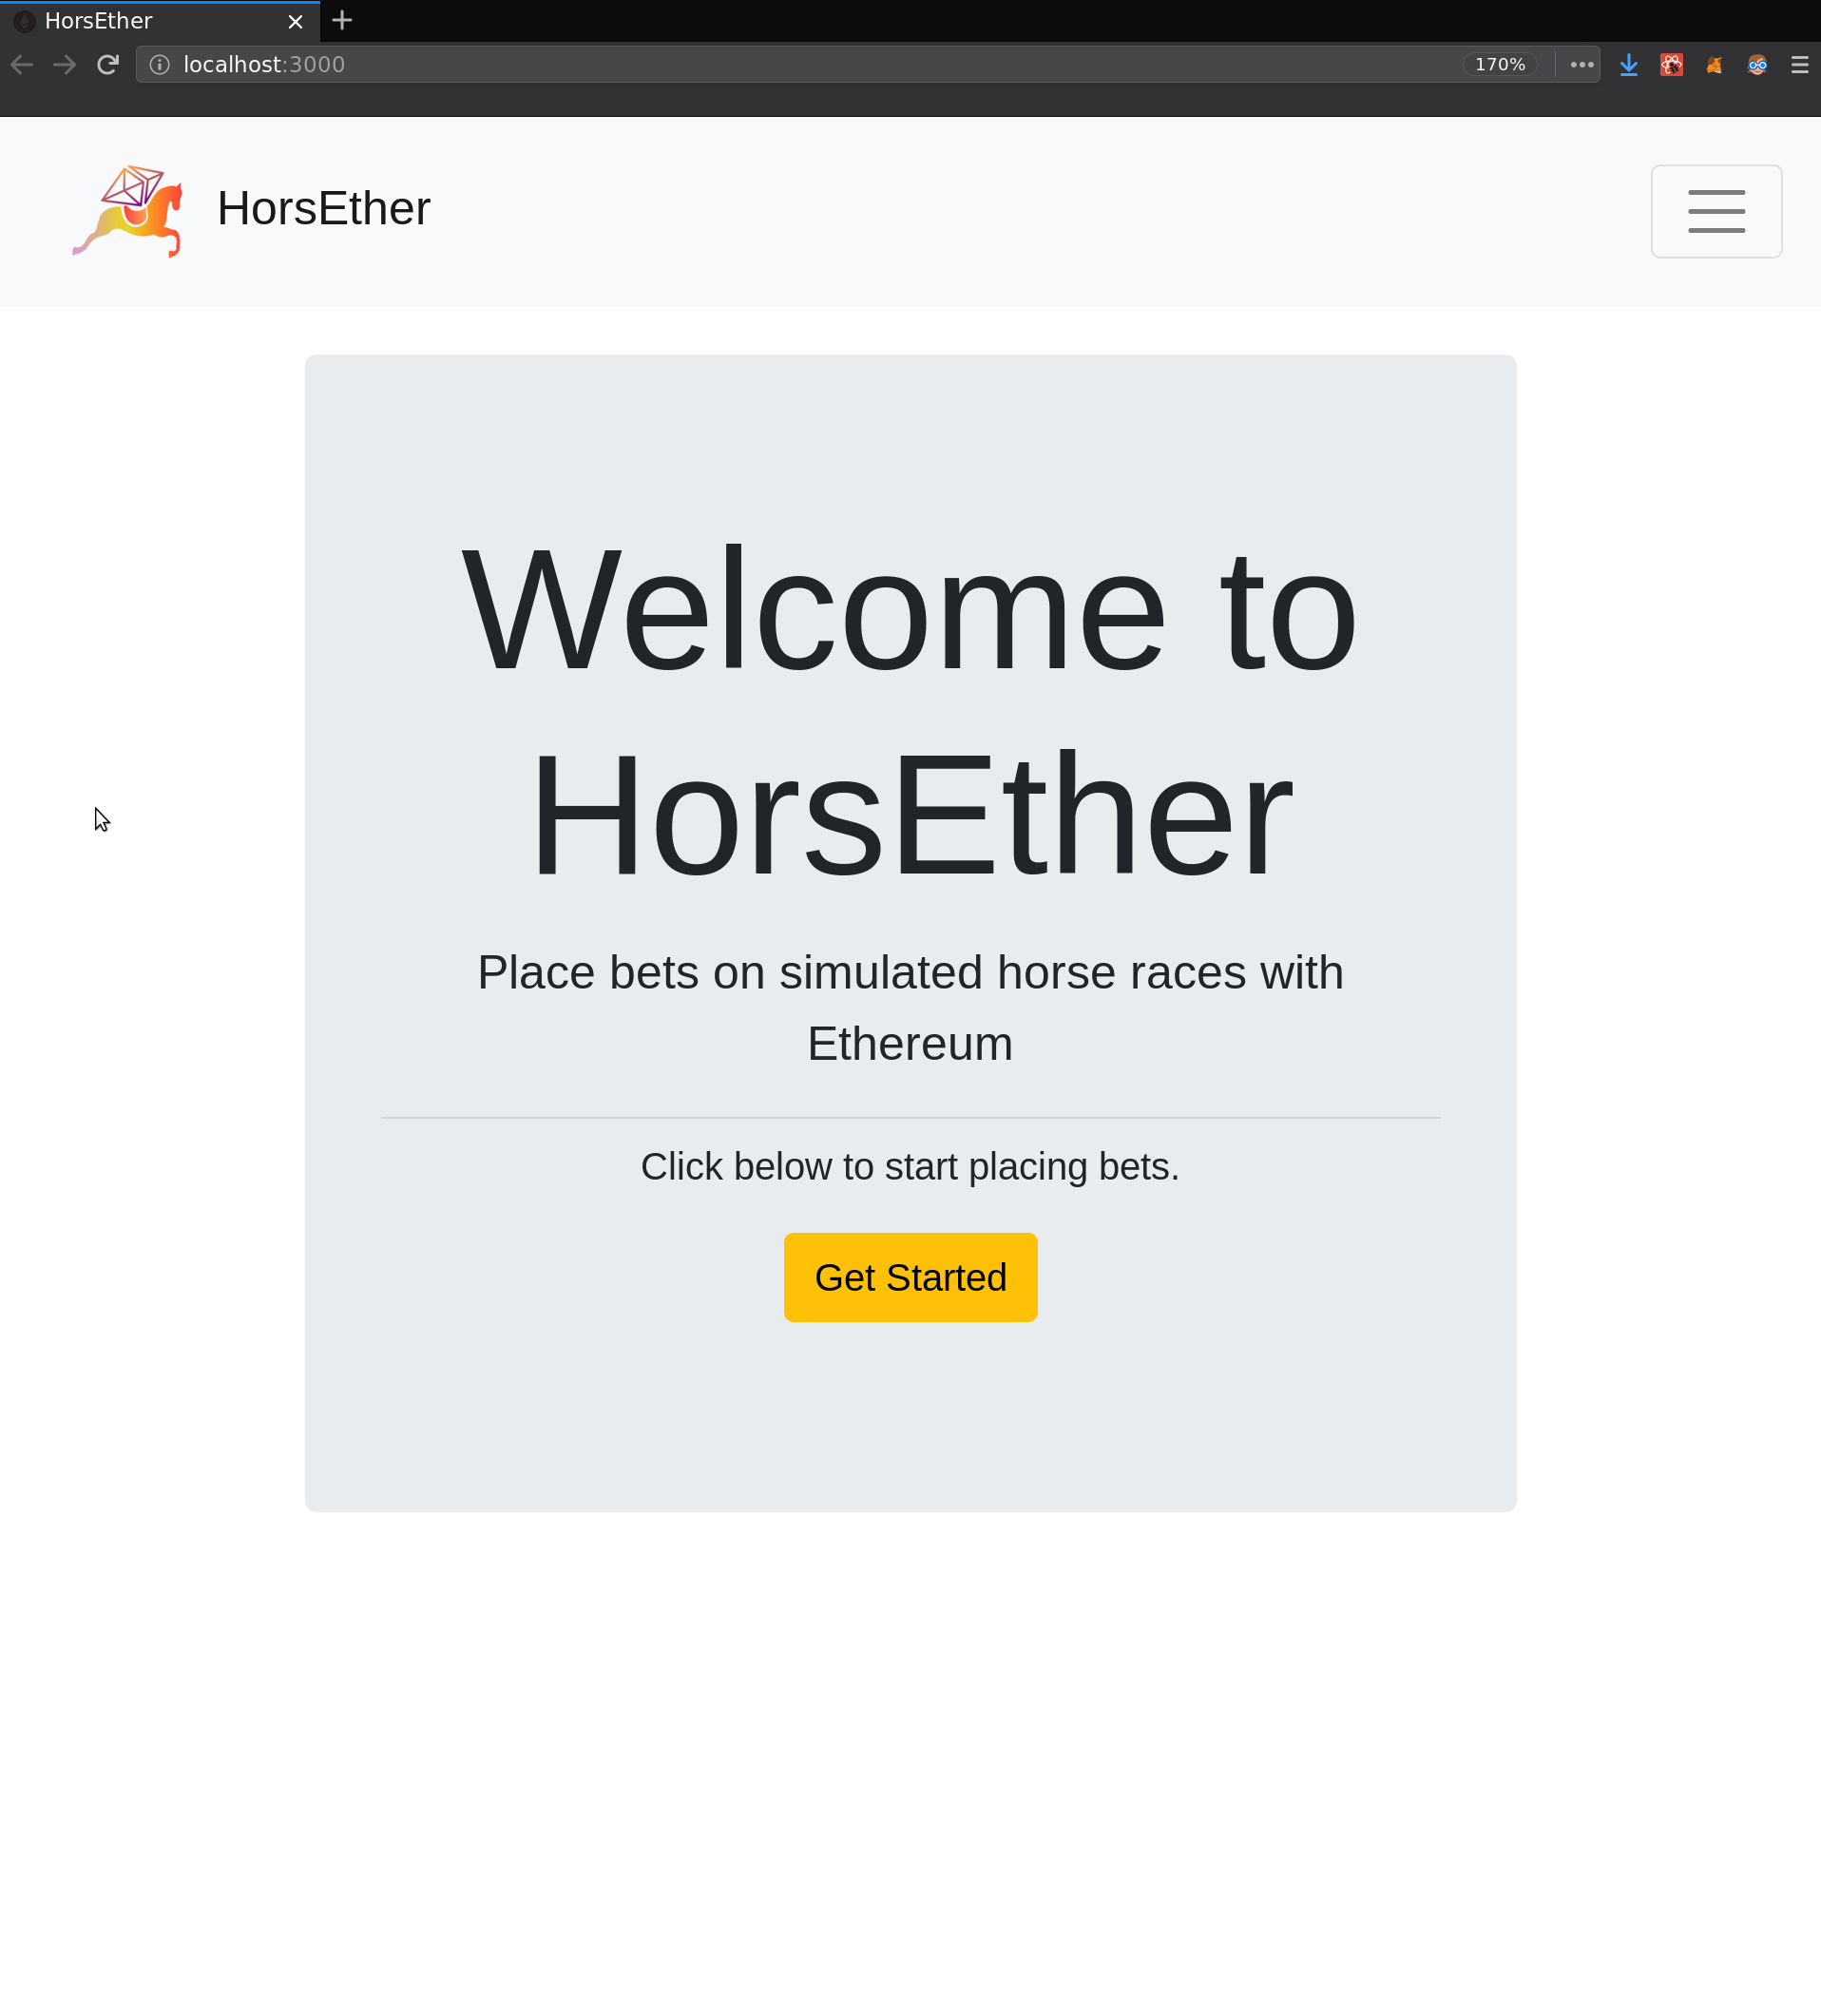 HorsEther
localhost:3000
170%
HorsEther
Welcome to
HorsEther
Place bets on simulated horse races with
Ethereum
Click below to start placing bets.
Get Started